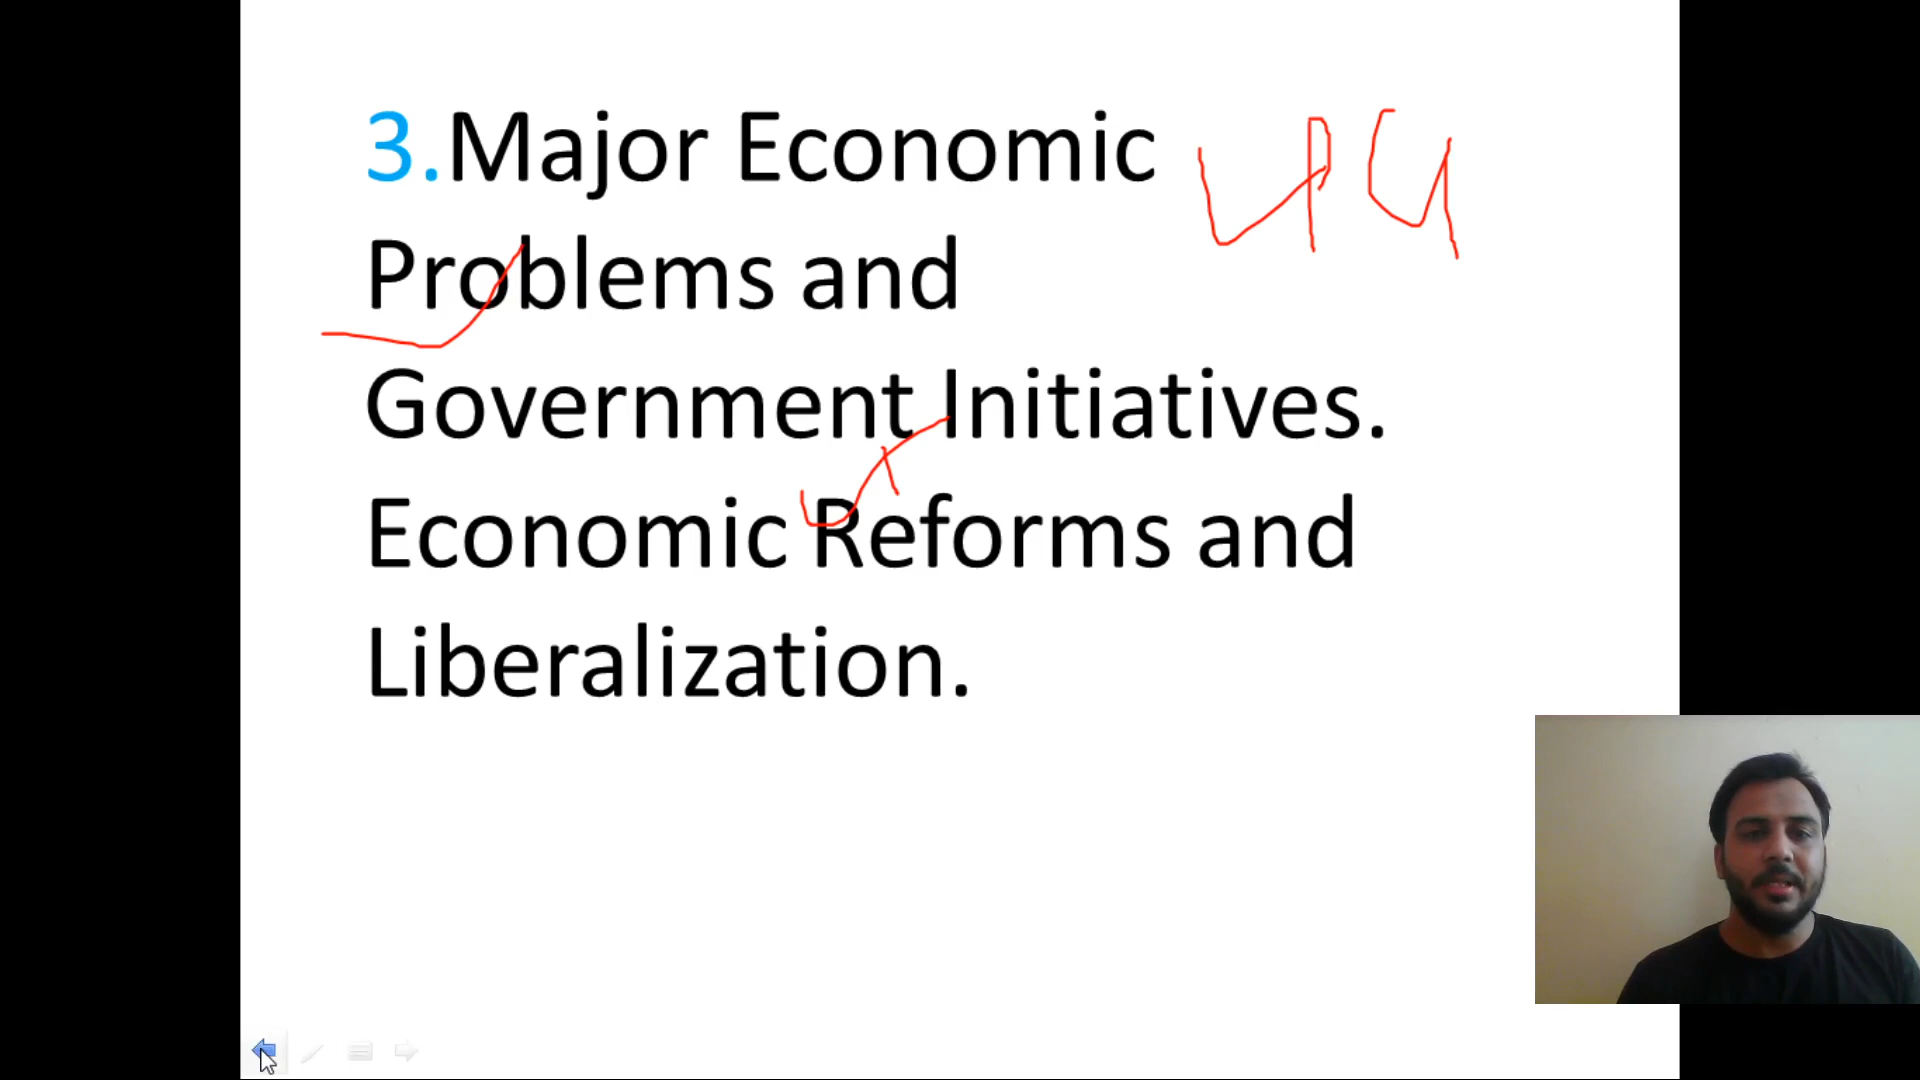 3.Major Economic LPG
Problems and
Government Initiatives.
Economic Reforms and
Liberalization.